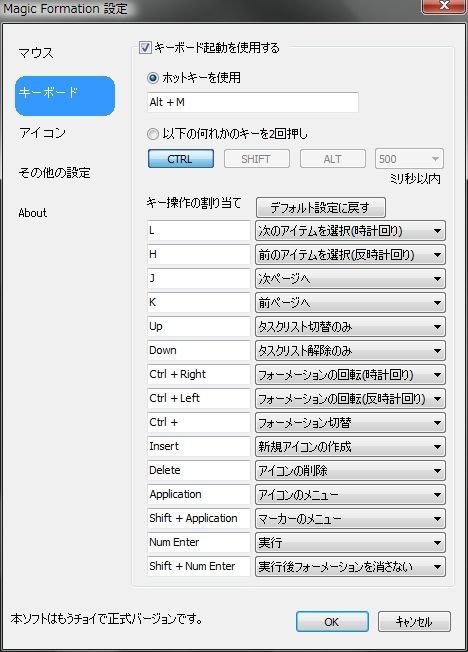 Magic Formation 設定
マウス
キーボード
アイコン
その他の設定
About
キーボード起動を使用する
ホットキーを使用
Alt + M
以下の何れかのキーを2回押し
CTRL SHIFT ALT 500
ミリ秒以内
キー操作の割り当て デフォルト設定に戻す
L 次のアイテムを選択(時計回り)
H 前のアイテムを選択(反時計回り)
J 次ページへ
K 前ページへ
Up タスクリスト切替のみ
Down タスクリスト解除のみ
Ctrl + Right フォーメーションの回転(時計回り)
Ctrl + Left フォーメーションの回転(反時計回り)
Ctrl + フォーメーション切替
Insert 新規アイコンの作成
Delete アイコンの削除
Application アイコンのメニュー
Shift + Application マーカーのメニュー
Num Enter 実行
Shift + Num Enter 実行後フォーメーションを消さない
本ソフトはもうチョイで正式バージョンです。
OK キャンセル